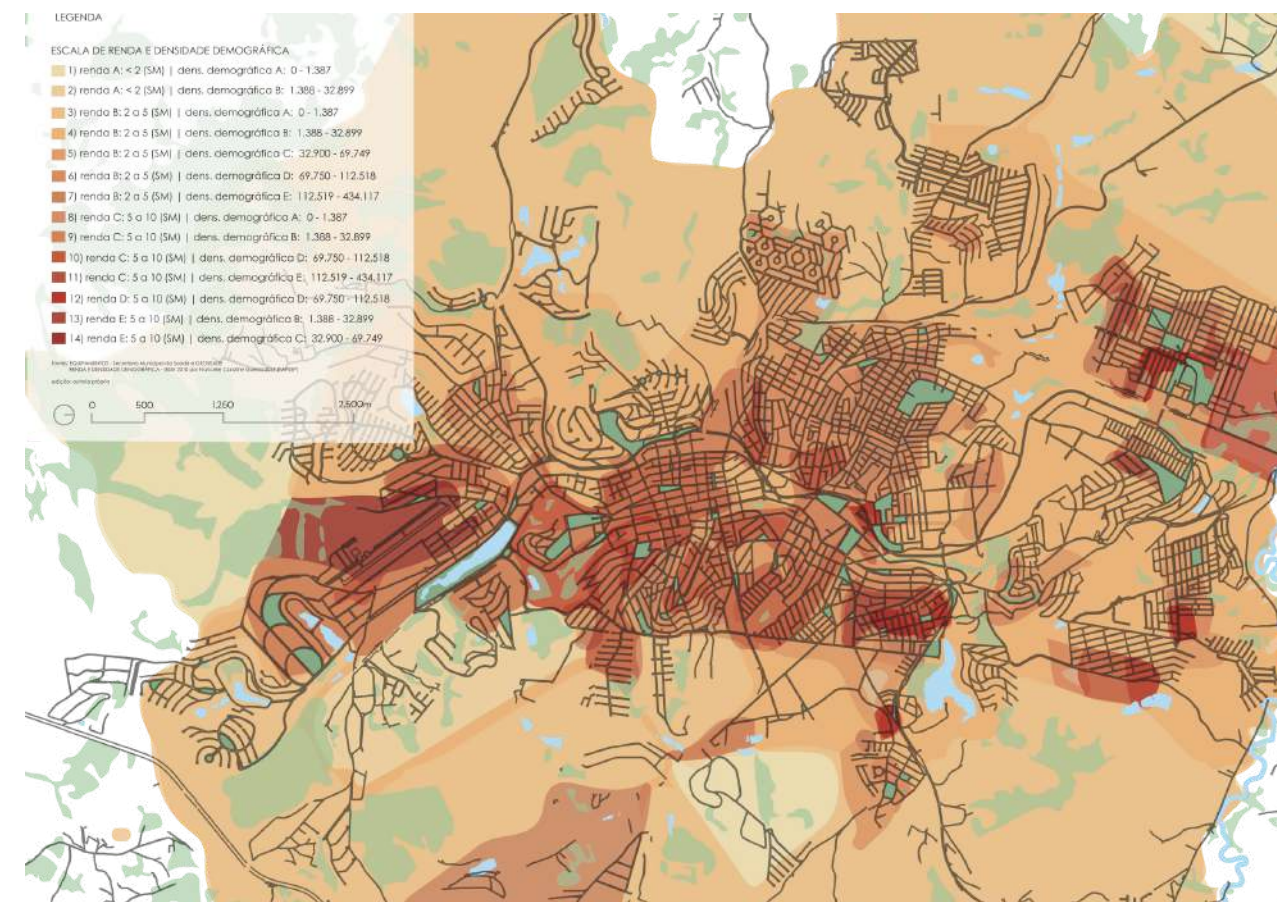 LEGENDA
ESCALA DE RENDA E DENSIDADE DEMOGRÁFICA
1) renda A: < 2 (SM) | dens. demográfica A: 0 - 1.387
2) renda A: < 2 (SM) | dens. demográfica B: 1.388 - 32.899
3) renda B: 2 a 5 (SM) | dens. demográfica A: 0 - 1.387
4) renda B: 2 a 5 (SM) | dens. demográfica B: 1.388 - 32.899
5) renda B: 2 a 5 (SM) | dens. demográfica C: 32.900 - 69.749
6) renda B: 2 a 5 (SM) | dens. demográfica D: 69.750 - 112.518
7) renda B: 2 a 5 (SM) | dens. demográfica E: 112.519 - 434.117
8) renda C: 5 a 10 (SM) | dens. demográfica A: 0 - 1.387
9) renda C: 5 a 10 (SM) | dens. demográfica B: 1.388 - 32.899
10) renda C: 5 a 10 (SM) | dens. demográfica D: 69.750 - 112.518
11) renda C: 5 a 10 (SM) | dens. demográfica E: 112.519 - 434.117
12) renda D: 5 a 10 (SM) | dens. demográfica D: 69.750 - 112.518
13) renda E: 5 a 10 (SM) | dens. demográfica B: 1.388 - 32.899
14) renda E: 5 a 10 (SM) | dens. demográfica C: 32.900 - 69.749
RENDA E DENSIDADE DEMOGRÁFICA
0 500 1.250 2.500m